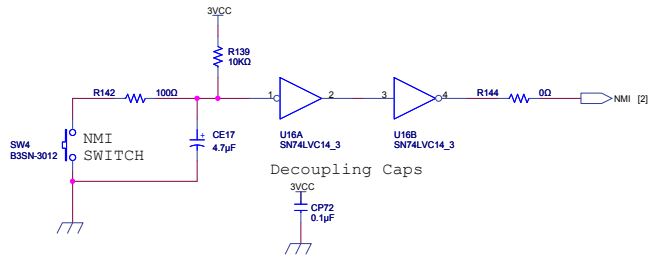 3VCC
R139
10KΩ
R142 100Ω
1 2 3 4
R144 0Ω
NMI [2]
SW4
B3SN-3012
NMI
SWITCH
+
CE17
4.7µF
U16A
SN74LVC14_3
U16B
SN74LVC14_3
Decoupling Caps
3VCC
CP72
0.1µF